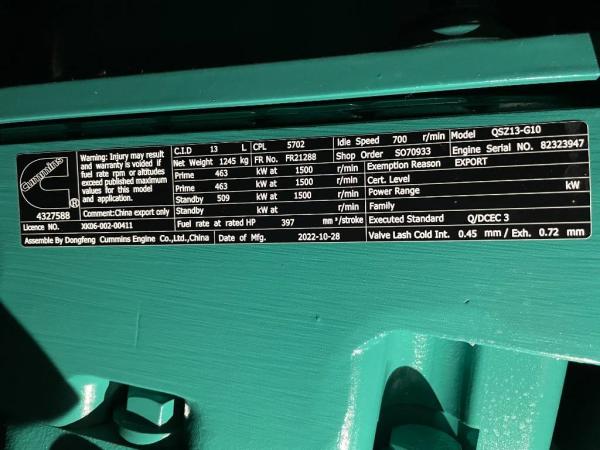 Cummins ®
4327588
Licence NO. XK06-002-00411
Assemble By Dongfeng Cummins Engine Co.,Ltd.,China
Warning: Injury may result
and warranty is voided if
fuel rate rpm or altitudes
exceed published maximum
values for this model
and application.
Comment:China export only
C.I.D 13 L CPL 5702
Net Weight 1245 kg FR NO. FR21288
Prime 463 kW at 1500 r/min
Prime 463 kW at 1500 r/min
Standby 509 kW at 1500 r/min
Standby kW at r/min
Fuel rate at rated HP 397 mm³/stroke
Date of Mfg. 2022-10-28
Idle Speed 700 r/min Model QSZ13-G10
Shop Order SO70933 Engine Serial NO. 82323947
Exemption Reason EXPORT
Cert. Level
Power Range kW
Family
Executed Standard Q/DCEC 3
Valve Lash Cold Int. 0.45 mm / Exh. 0.72 mm